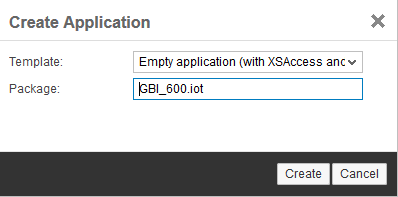 Create Application
Template: Empty application (with XSAccess and
Package: GBI_600.iot
Create Cancel